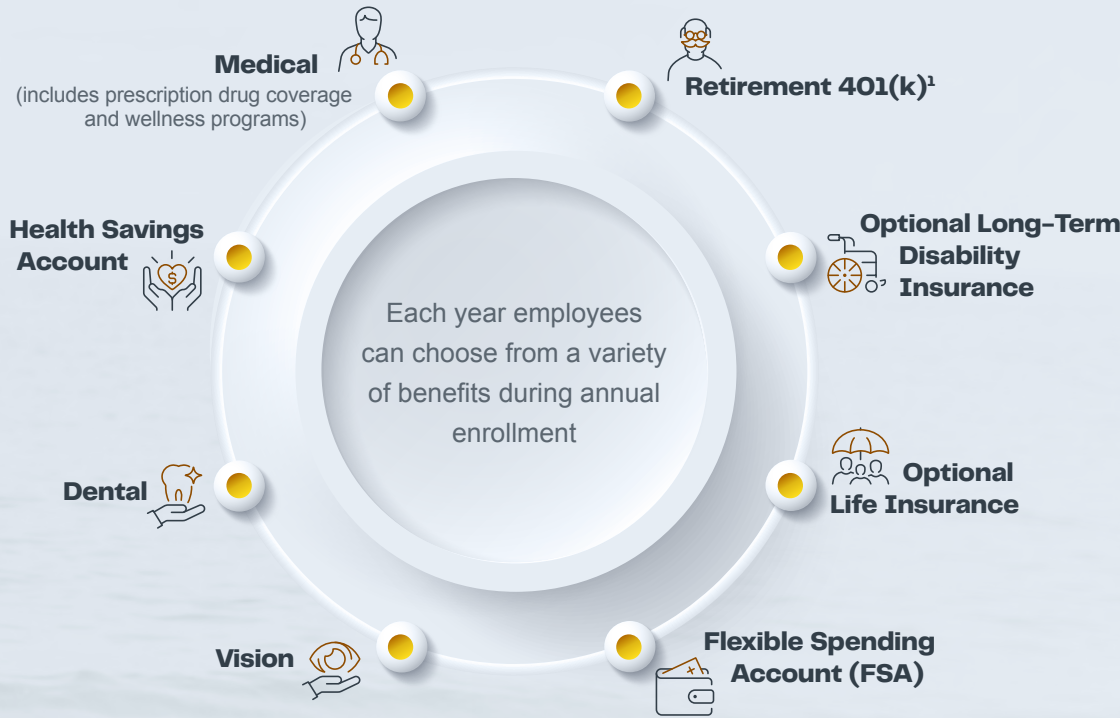 Medical
(includes prescription drug coverage
and wellness programs)
Retirement 401(k)¹
Health Savings
Account
Optional Long-Term
Disability
Insurance
Each year employees
can choose from a variety
of benefits during annual
enrollment
Dental
Optional
Life Insurance
Vision
Flexible Spending
Account (FSA)